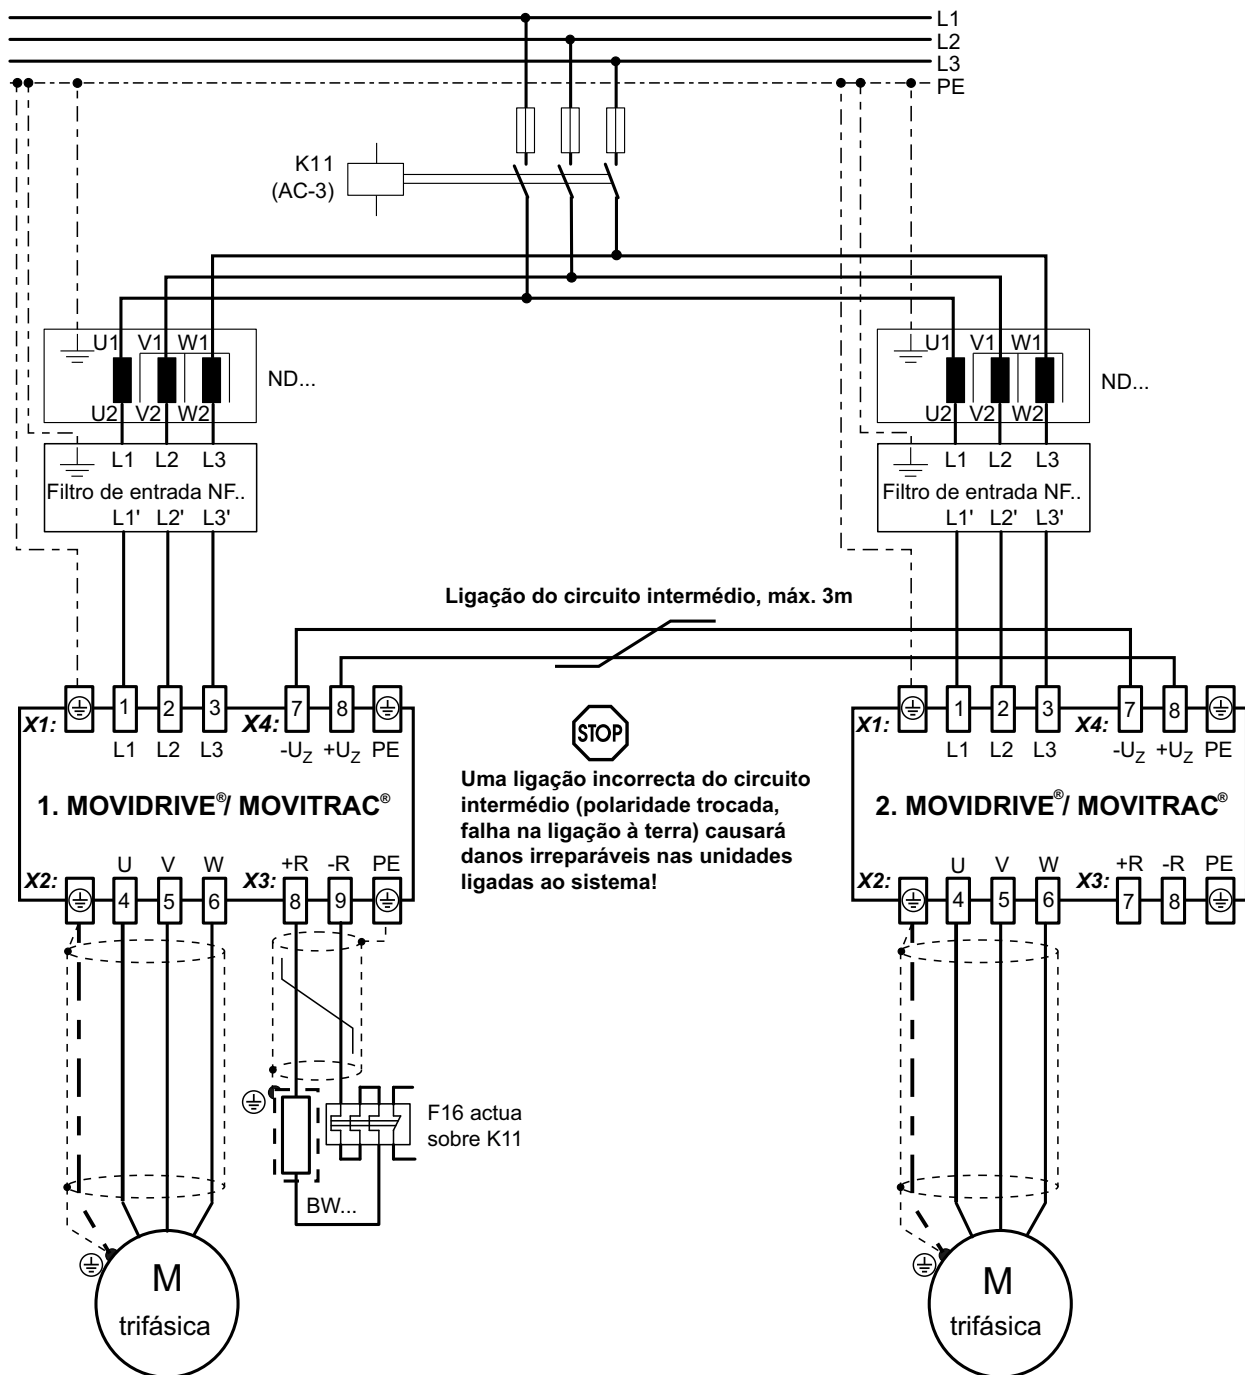 L1
L2
L3
PE
K11
(AC-3)
U1 V1 W1
ND...
U2 V2 W2
U1 V1 W1
ND...
U2 V2 W2
L1 L2 L3
Filtro de entrada NF..
L1' L2' L3'
L1 L2 L3
Filtro de entrada NF..
L1' L2' L3'
Ligação do circuito intermédio, máx. 3m
X1: 1 2 3 X4: 7 8
L1 L2 L3 -UZ +UZ PE
1. MOVIDRIVE®/ MOVITRAC®
U V W +R -R PE
X2: 4 5 6 X3: 8 9
STOP
Uma ligação incorrecta do circuito
intermédio (polaridade trocada,
falha na ligação à terra) causará
danos irreparáveis nas unidades
ligadas ao sistema!
X1: 1 2 3 X4: 7 8
L1 L2 L3 -UZ +UZ PE
2. MOVIDRIVE®/ MOVITRAC®
U V W +R -R PE
X2: 4 5 6 X3: 7 8
F16 actua
sobre K11
BW...
M
trifásica
M
trifásica